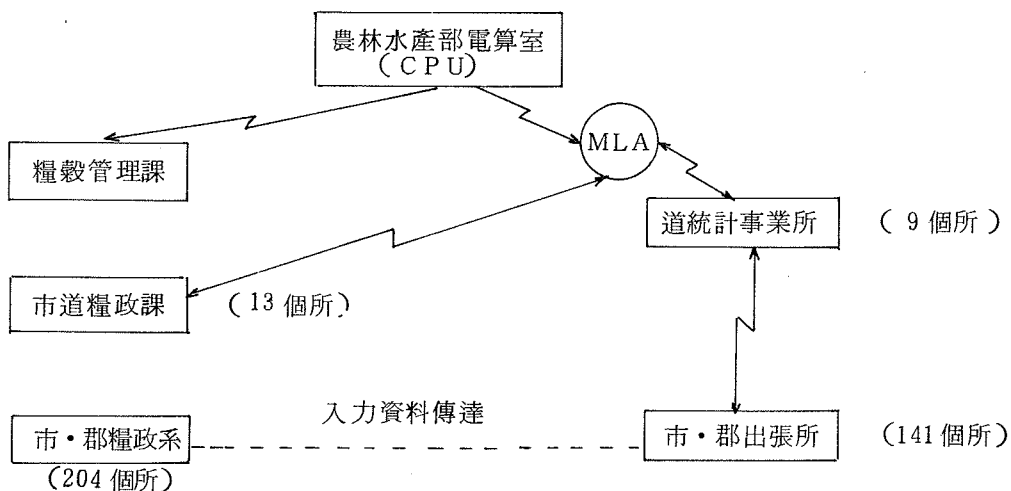 農林水產部電算室
(CPU)
MLA
糧穀管理課
道統計事業所 (9個所)
市道糧政課 (13個所)
入力資料傳達
市・郡糧政系
市・郡出張所 (141個所)
(204個所)